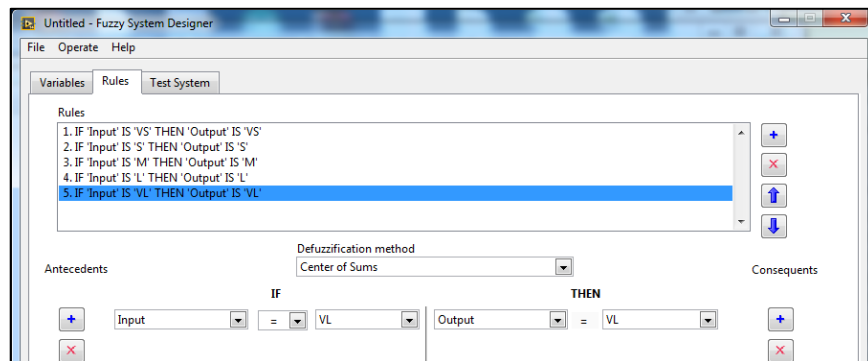 Untitled - Fuzzy System Designer
File Operate Help
Variables Rules Test System
Rules
1. IF 'Input' IS 'VS' THEN 'Output' IS 'VS'
2. IF 'Input' IS 'S' THEN 'Output' IS 'S'
3. IF 'Input' IS 'M' THEN 'Output' IS 'M'
4. IF 'Input' IS 'L' THEN 'Output' IS 'L'
5. IF 'Input' IS 'VL' THEN 'Output' IS 'VL'
Defuzzification method
Antecedents Center of Sums Consequents
IF THEN
Input = VL Output = VL